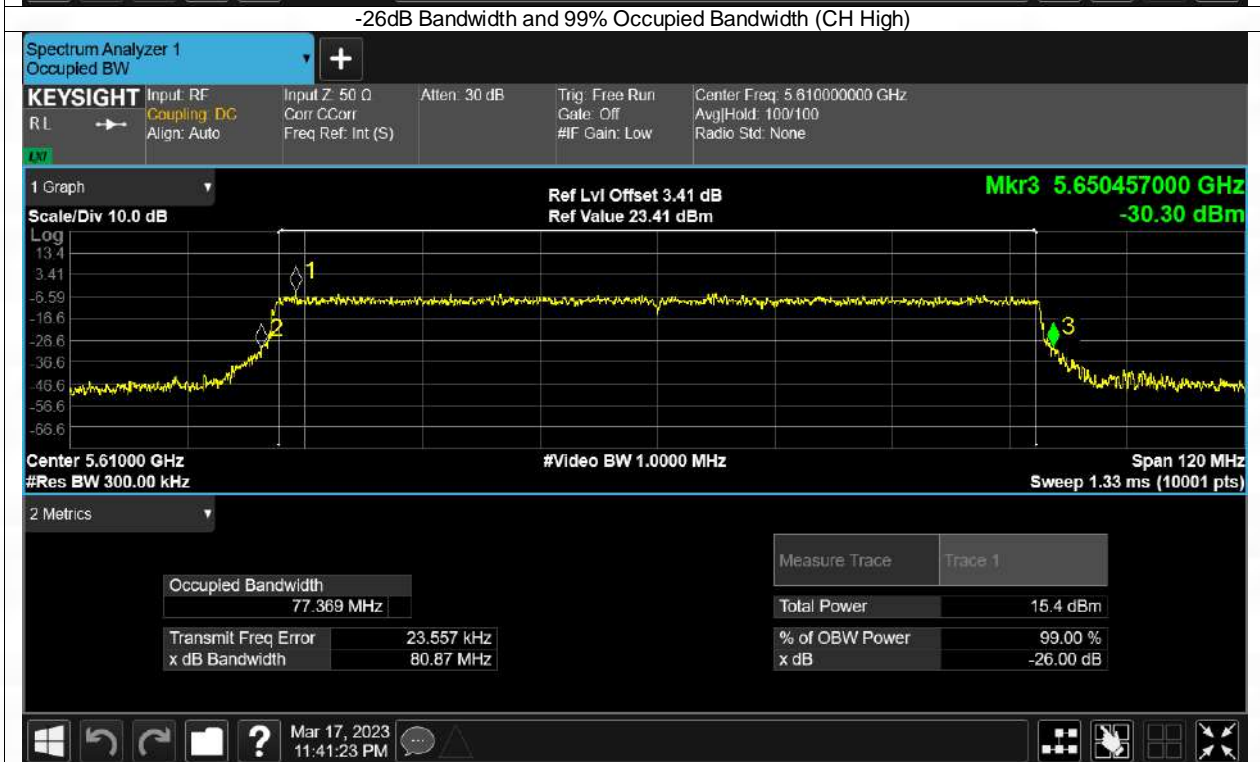 -26dB Bandwidth and 99% Occupied Bandwidth (CH High)
Spectrum Analyzer 1
Occupied BW
+
KEYSIGHT Input: RF Input Z: 50 Ω Atten: 30 dB Trig: Free Run Center Freq: 5.610000000 GHz
RL Coupling: DC Corr CCorr Gate: Off Avg|Hold: 100/100
Align: Auto Freq Ref: Int (S) #IF Gain: Low Radio Std: None
LXI
1 Graph Ref Lvl Offset 3.41 dB Mkr3 5.650457000 GHz
Scale/Div 10.0 dB Ref Value 23.41 dBm -30.30 dBm
Log
13.4
3.41
1
-6.59
-16.6
2
3
-26.6
-36.6
-46.6
-56.6
-66.6
Center 5.61000 GHz #Video BW 1.0000 MHz Span 120 MHz
#Res BW 300.00 kHz Sweep 1.33 ms (10001 pts)
2 Metrics
Measure Trace Trace 1
Occupied Bandwidth
77.369 MHz Total Power 15.4 dBm
Transmit Freq Error 23.557 kHz % of OBW Power 99.00 %
x dB Bandwidth 80.87 MHz x dB -26.00 dB
? Mar 17, 2023
11:41:23 PM